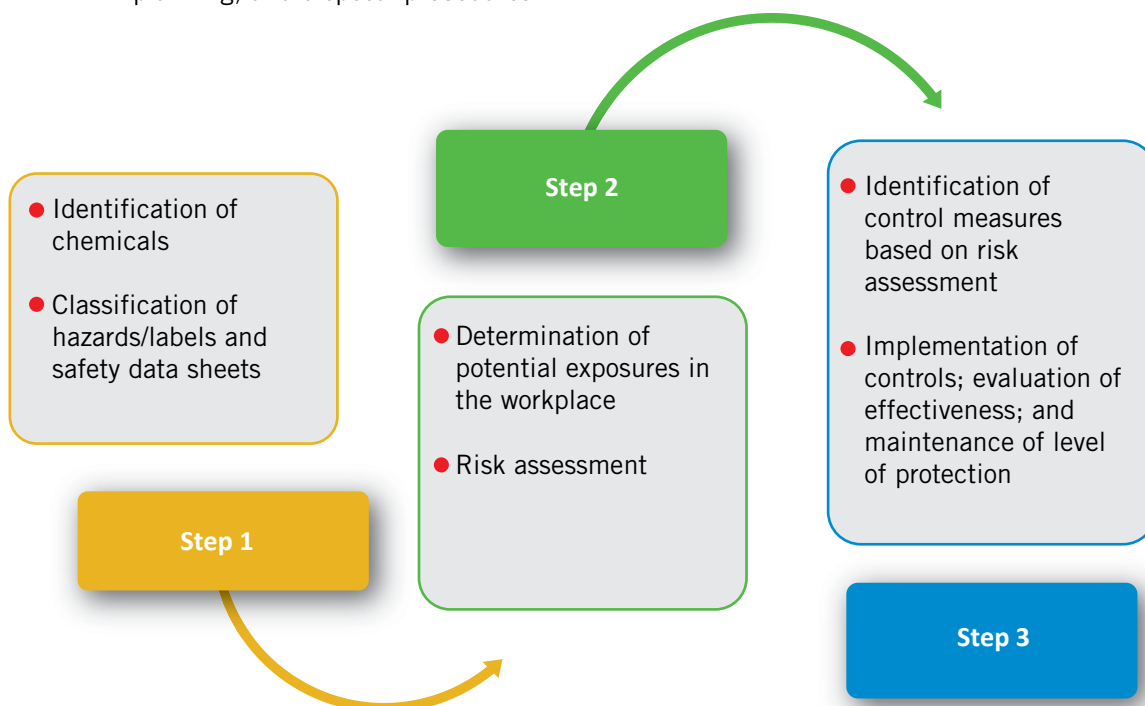 Identification of
chemicals
Classification of
hazards/labels and
safety data sheets
Step 1
Step 2
Determination of
potential exposures in
the workplace
Risk assessment
Identification of
control measures
based on risk
assessment
Implementation of
controls; evaluation of
effectiveness; and
maintenance of level
of protection
Step 3